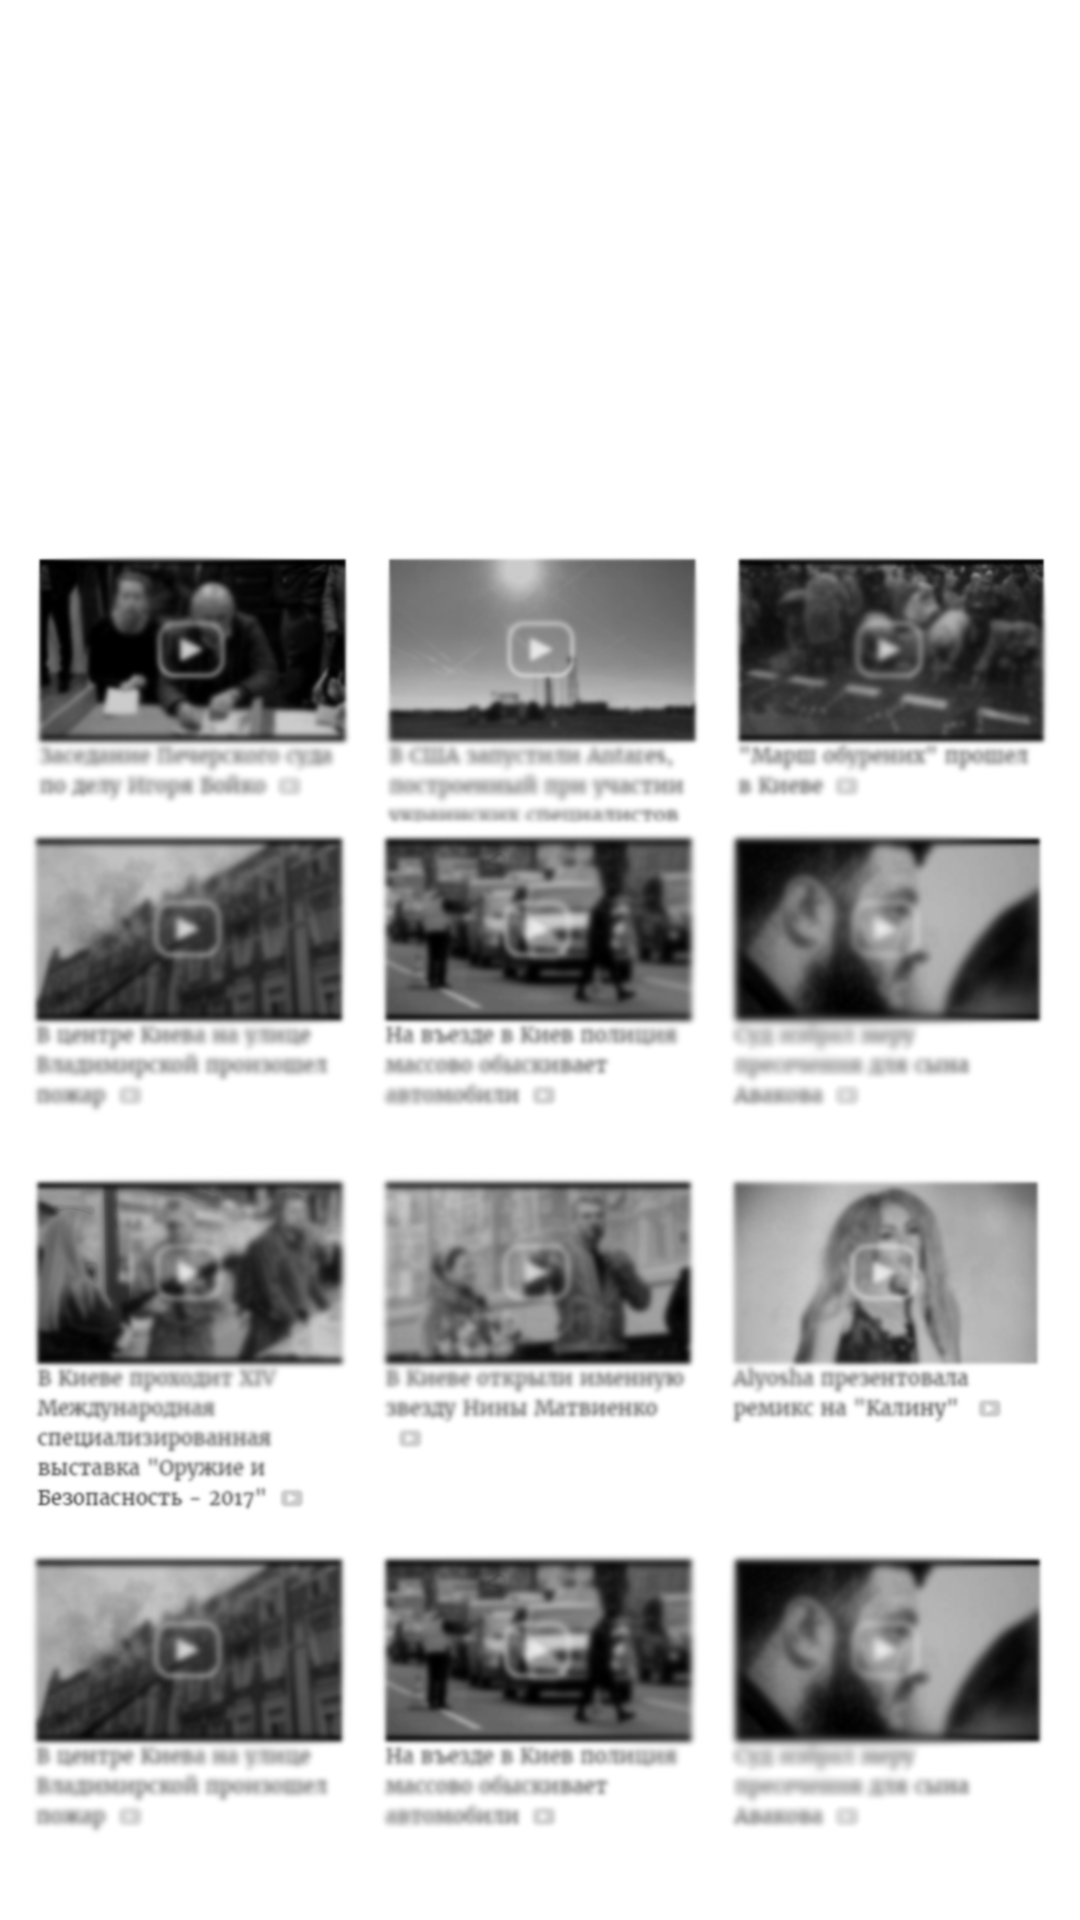 Заседание Печерского суда
по делу Игоря Бойко
В США запустили Antares,
построенный при участии
украинских специалистов
"Марш обурених" прошел
в Киеве
В центре Киева на улице
Владимирской произошел
пожар
На въезде в Киев полиция
массово обыскивает
автомобили
Суд избрал меру
пресечения для сына
Авакова
В Киеве проходит XIV
Международная
специализированная
выставка "Оружие и
Безопасность - 2017"
В Киеве открыли именную
звезду Нины Матвиенко
Alyosha презентовала
ремикс на "Калину"
В центре Киева на улице
Владимирской произошел
пожар
На въезде в Киев полиция
массово обыскивает
автомобили
Суд избрал меру
пресечения для сына
Авакова